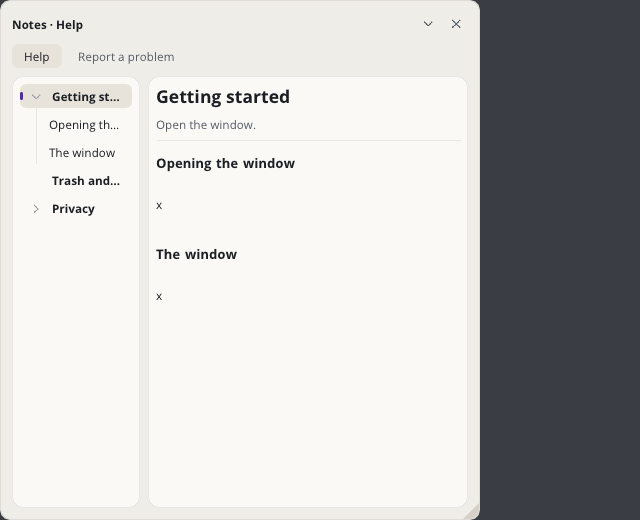 Notes · Help
Help
Report a problem
Getting st...
Opening th...
The window
Trash and...
Privacy
Getting started
Open the window.
Opening the window
x
The window
x